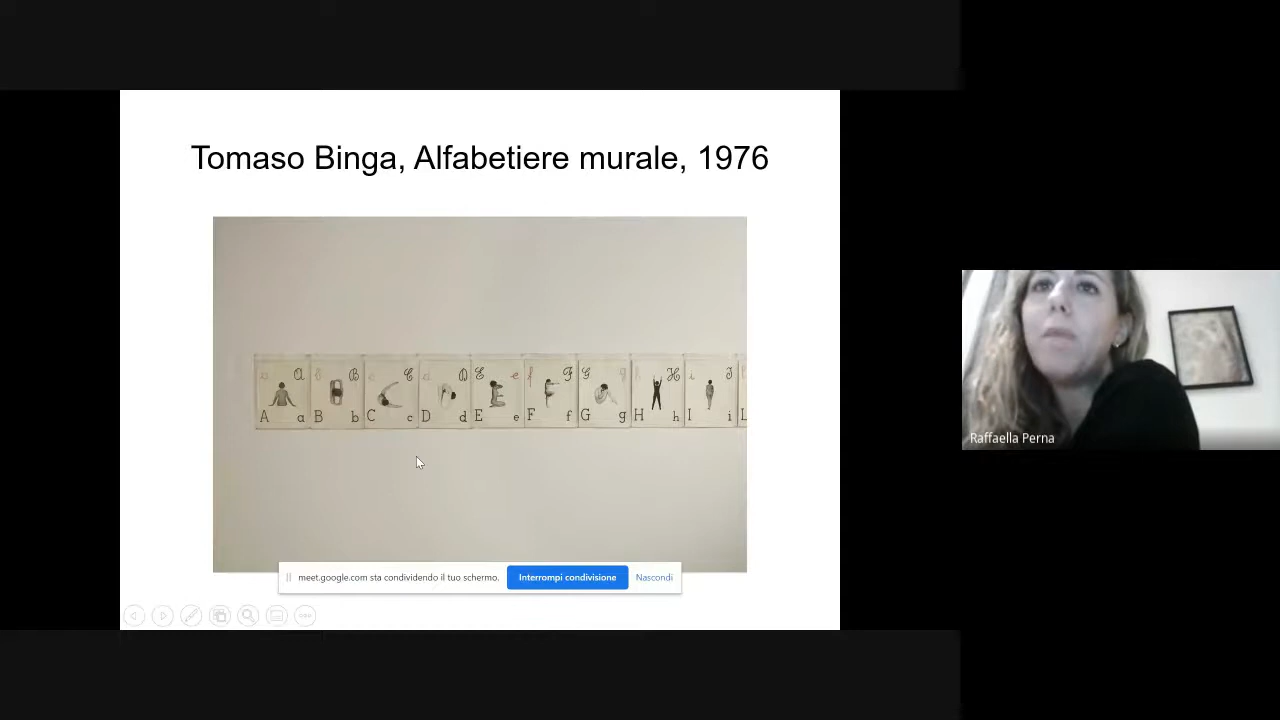 Tomaso Binga, Alfabetiere murale, 1976
a A B C D E e f F G g h H i I
A a B b C c D d E e F f G g H h I i L
meet.google.com sta condividendo il tuo schermo.
Interrompi condivisione
Nascondi
Raffaella Perna